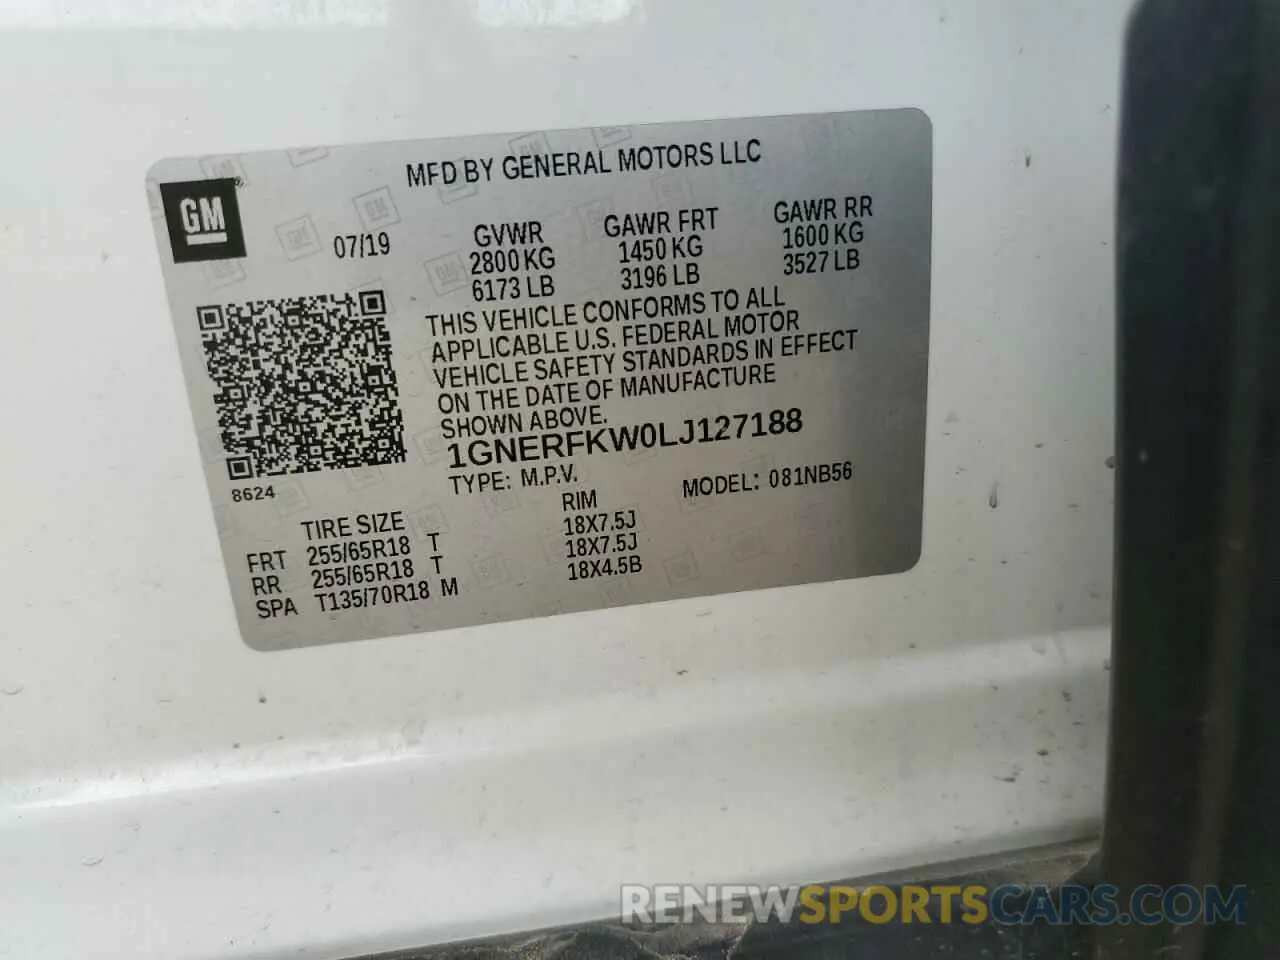 MFD BY GENERAL MOTORS LLC
GM
07/19
GVWR GAWR FRT GAWR RR
2800 KG 1450 KG 1600 KG
6173 LB 3196 LB 3527 LB
THIS VEHICLE CONFORMS TO ALL
APPLICABLE U.S. FEDERAL MOTOR
VEHICLE SAFETY STANDARDS IN EFFECT
ON THE DATE OF MANUFACTURE
SHOWN ABOVE.
1GNERFKW0LJ127188
8624
TYPE: M.P.V. MODEL: 081NB56
TIRE SIZE RIM
FRT 255/65R18 T 18X7.5J
RR 255/65R18 T 18X7.5J
SPA T135/70R18 M 18X4.5B
RENEWSPORTSCARS.COM